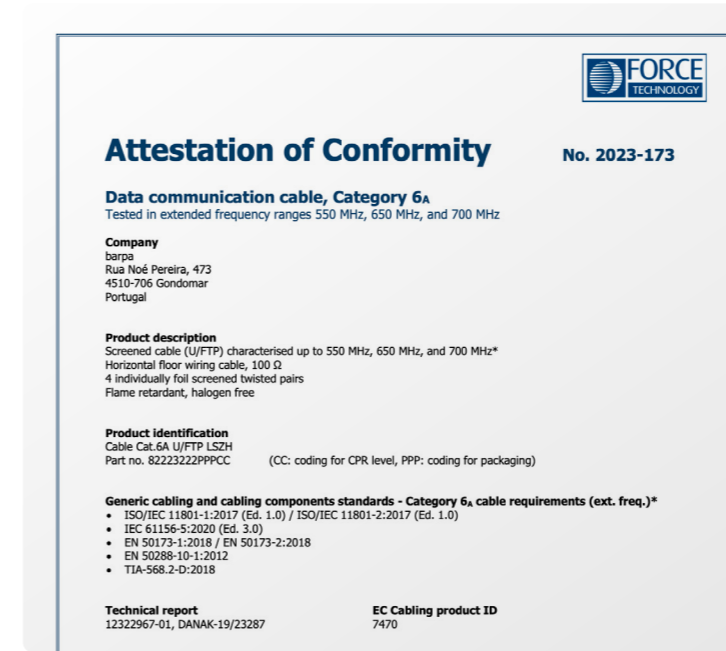 FORCE
TECHNOLOGY
Attestation of Conformity No. 2023-173
Data communication cable, Category 6A
Tested in extended frequency ranges 550 MHz, 650 MHz, and 700 MHz
Company
barpa
Rua Noé Pereira, 473
4510-706 Gondomar
Portugal
Product description
Screened cable (U/FTP) characterised up to 550 MHz, 650 MHz, and 700 MHz*
Horizontal floor wiring cable, 100 Ω
4 individually foil screened twisted pairs
Flame retardant, halogen free
Product identification
Cable Cat.6A U/FTP LSZH
Part no. 82223222PPPCC (CC: coding for CPR level, PPP: coding for packaging)
Generic cabling and cabling components standards - Category 6A cable requirements (ext. freq.)*
• ISO/IEC 11801-1:2017 (Ed. 1.0) / ISO/IEC 11801-2:2017 (Ed. 1.0)
• IEC 61156-5:2020 (Ed. 3.0)
• EN 50173-1:2018 / EN 50173-2:2018
• EN 50288-10-1:2012
• TIA-568.2-D:2018
Technical report EC Cabling product ID
12322967-01, DANAK-19/23287 7470